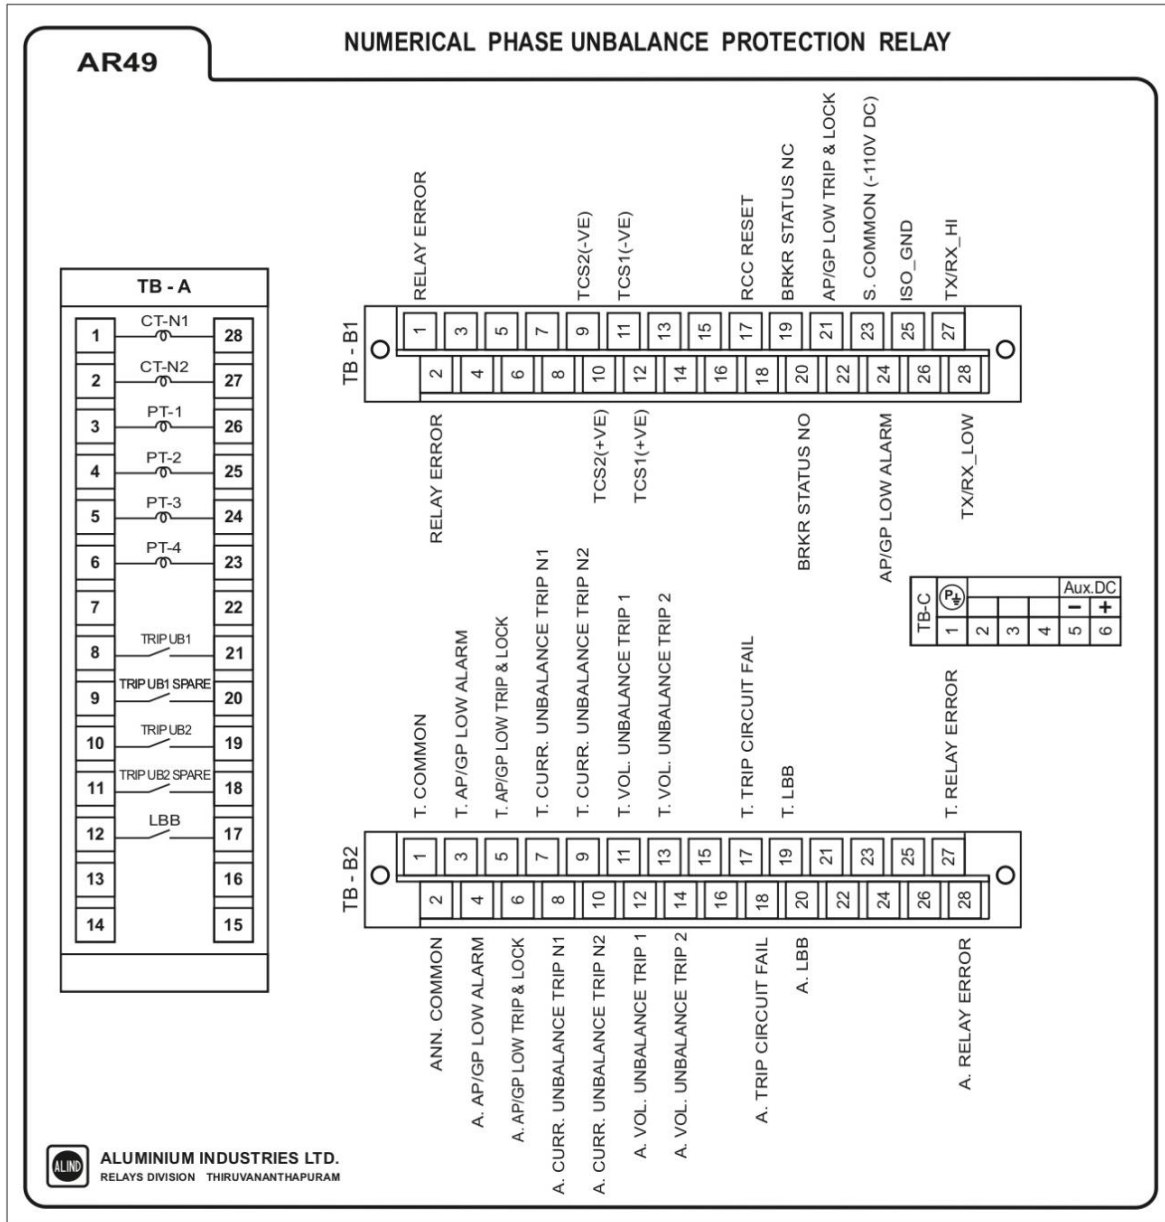 AR49
NUMERICAL PHASE UNBALANCE PROTECTION RELAY
TB - A
1 CT-N1 28
2 CT-N2 27
3 PT-1 26
4 PT-2 25
5 PT-3 24
6 PT-4 23
7 22
8 TRIP UB1 21
9 TRIP UB1 SPARE 20
10 TRIP UB2 19
11 TRIP UB2 SPARE 18
12 LBB 17
13 16
14 15
TB - B1
RELAY ERROR
TCS2(-VE)
TCS1(-VE)
RCC RESET
BRKR STATUS NC
AP/GP LOW TRIP & LOCK
S. COMMON (-110V DC)
ISO_GND
TX/RX_HI
1 3 5 7 9 11 13 15 17 19 21 23 25 27
2 4 6 8 10 12 14 16 18 20 22 24 26 28
RELAY ERROR
TCS2(+VE)
TCS1(+VE)
BRKR STATUS NO
AP/GP LOW ALARM
TX/RX_LOW
TB-C
Aux.DC
P
− +
1 2 3 4 5 6
TB - B2
T. COMMON
T. AP/GP LOW ALARM
T. AP/GP LOW TRIP & LOCK
T. CURR. UNBALANCE TRIP N1
T. CURR. UNBALANCE TRIP N2
T. VOL. UNBALANCE TRIP 1
T. VOL. UNBALANCE TRIP 2
T. TRIP CIRCUIT FAIL
T. LBB
T. RELAY ERROR
1 3 5 7 9 11 13 15 17 19 21 23 25 27
2 4 6 8 10 12 14 16 18 20 22 24 26 28
ANN. COMMON
A. AP/GP LOW ALARM
A. AP/GP LOW TRIP & LOCK
A. CURR. UNBALANCE TRIP N1
A. CURR. UNBALANCE TRIP N2
A. VOL. UNBALANCE TRIP 1
A. VOL. UNBALANCE TRIP 2
A. TRIP CIRCUIT FAIL
A. LBB
A. RELAY ERROR
ALIND
ALUMINIUM INDUSTRIES LTD.
RELAYS DIVISION THIRUVANANTHAPURAM